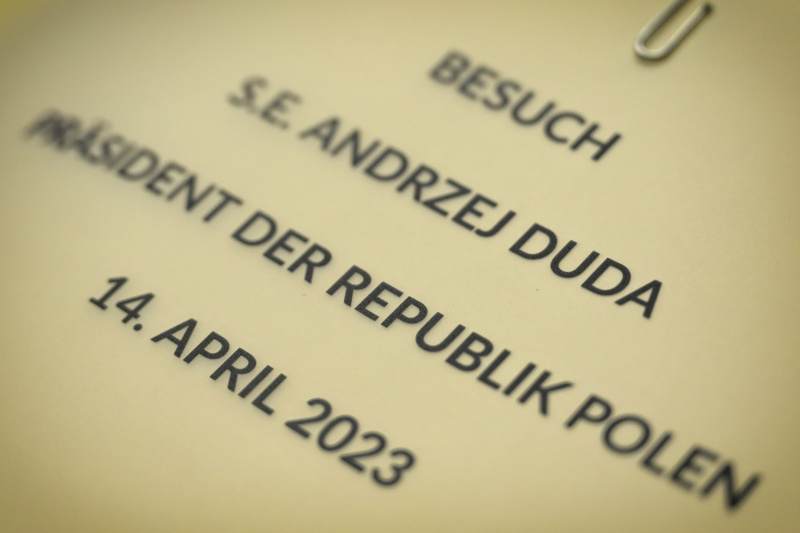 BESUCH
S.E. ANDRZEJ DUDA
PRÄSIDENT DER REPUBLIK POLEN
14. APRIL 2023